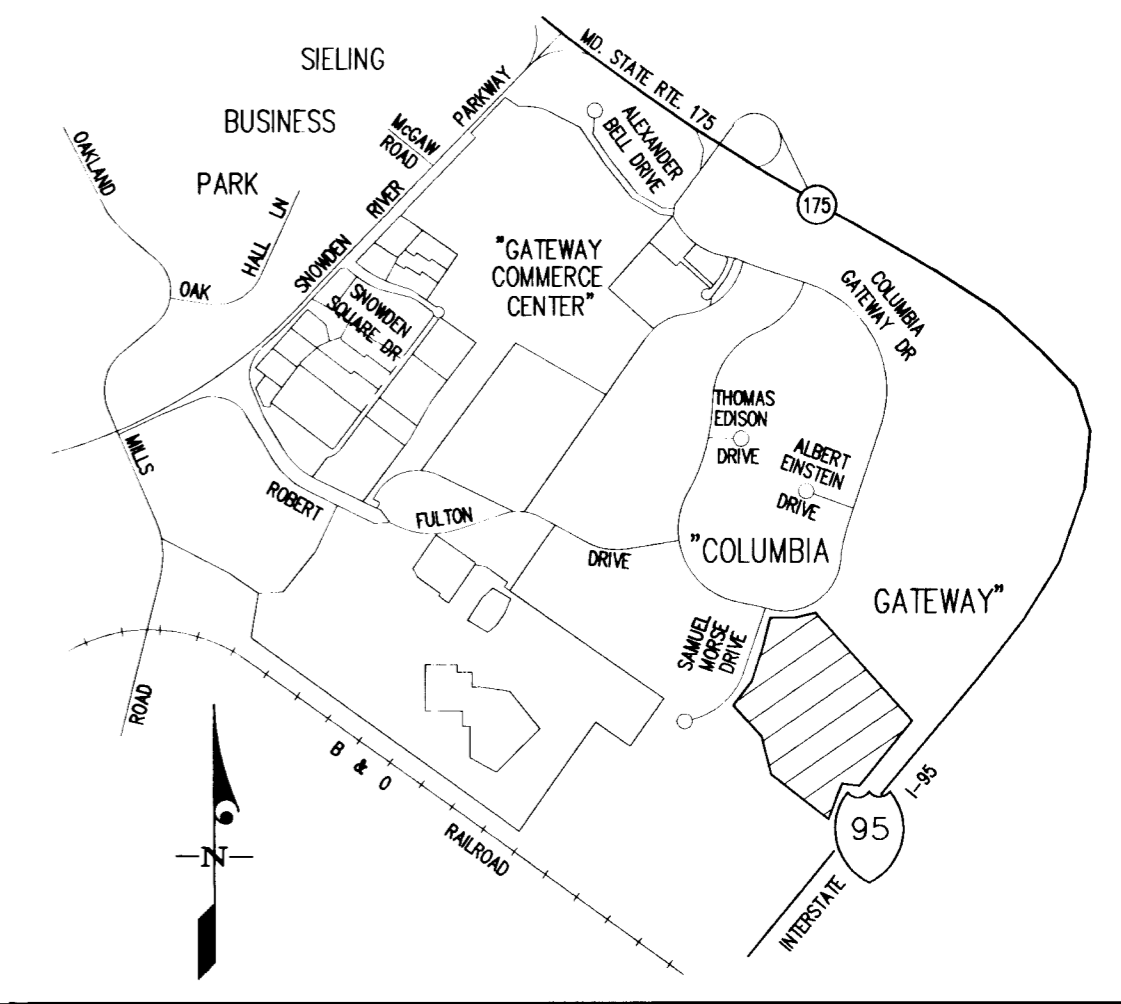 SIELING
BUSINESS
PARK
MD. STATE RTE. 175
PARKWAY
McGAW
ROAD
ALEXANDER
BELL DRIVE
OAKLAND
RIVER
175
HALL LN
SNOWDEN
OAK
"GATEWAY
COMMERCE
CENTER"
COLUMBIA
GATEWAY DR
SNOWDEN
SQUARE DR
THOMAS
EDISON
DRIVE
ALBERT
EINSTEIN
DRIVE
MILLS
ROBERT
FULTON
DRIVE
"COLUMBIA
GATEWAY"
SAMUEL
MORSE
DRIVE
ROAD
B & O
RAILROAD
I-95
95
INTERSTATE
N